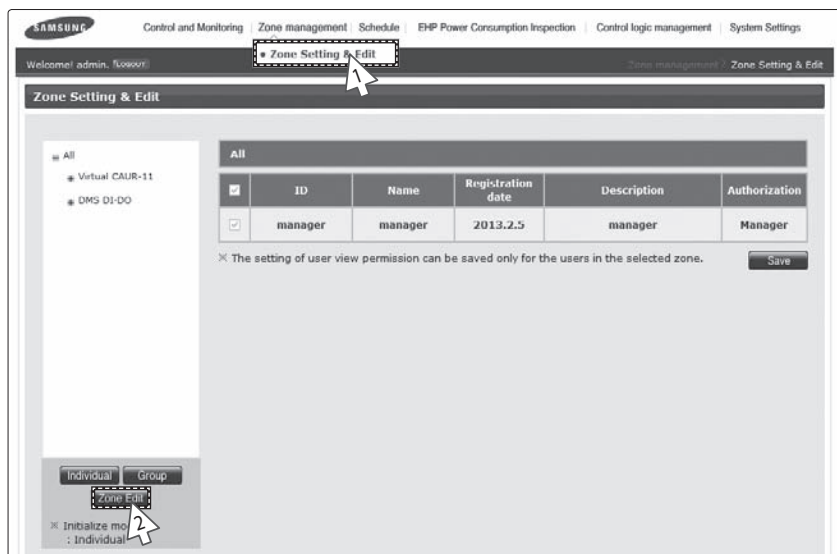 SAMSUNG
Control and Monitoring Zone management Schedule EHP Power Consumption Inspection Control logic management System Settings
Zone Setting & Edit
1
Welcome! admin. Logout
Zone management > Zone Setting & Edit
Zone Setting & Edit
All
Virtual CAUR-11
DMS DI-DO
All
ID Name Registration date Description Authorization
manager manager 2013.2.5 manager Manager
※ The setting of user view permission can be saved only for the users in the selected zone.
Save
Individual Group
Zone Edit
2
※ Initialize
: Individual